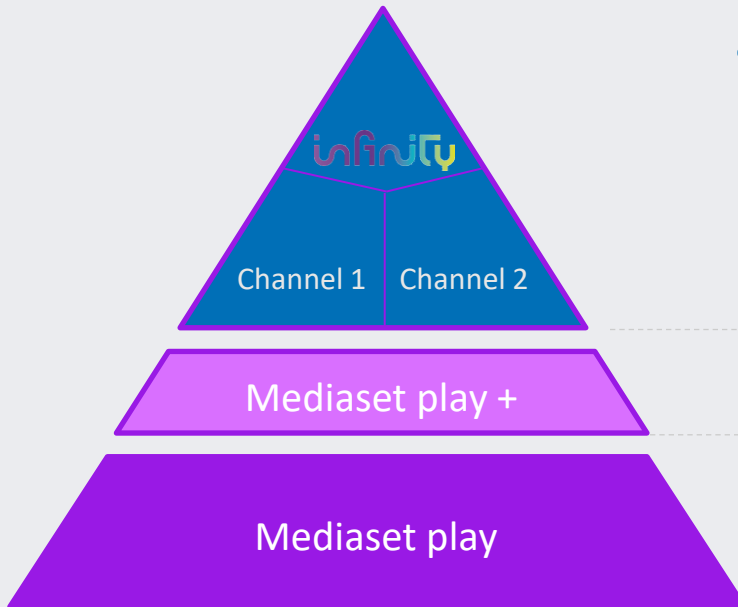 infinity
Channel 1 Channel 2
Mediaset play +
Mediaset play